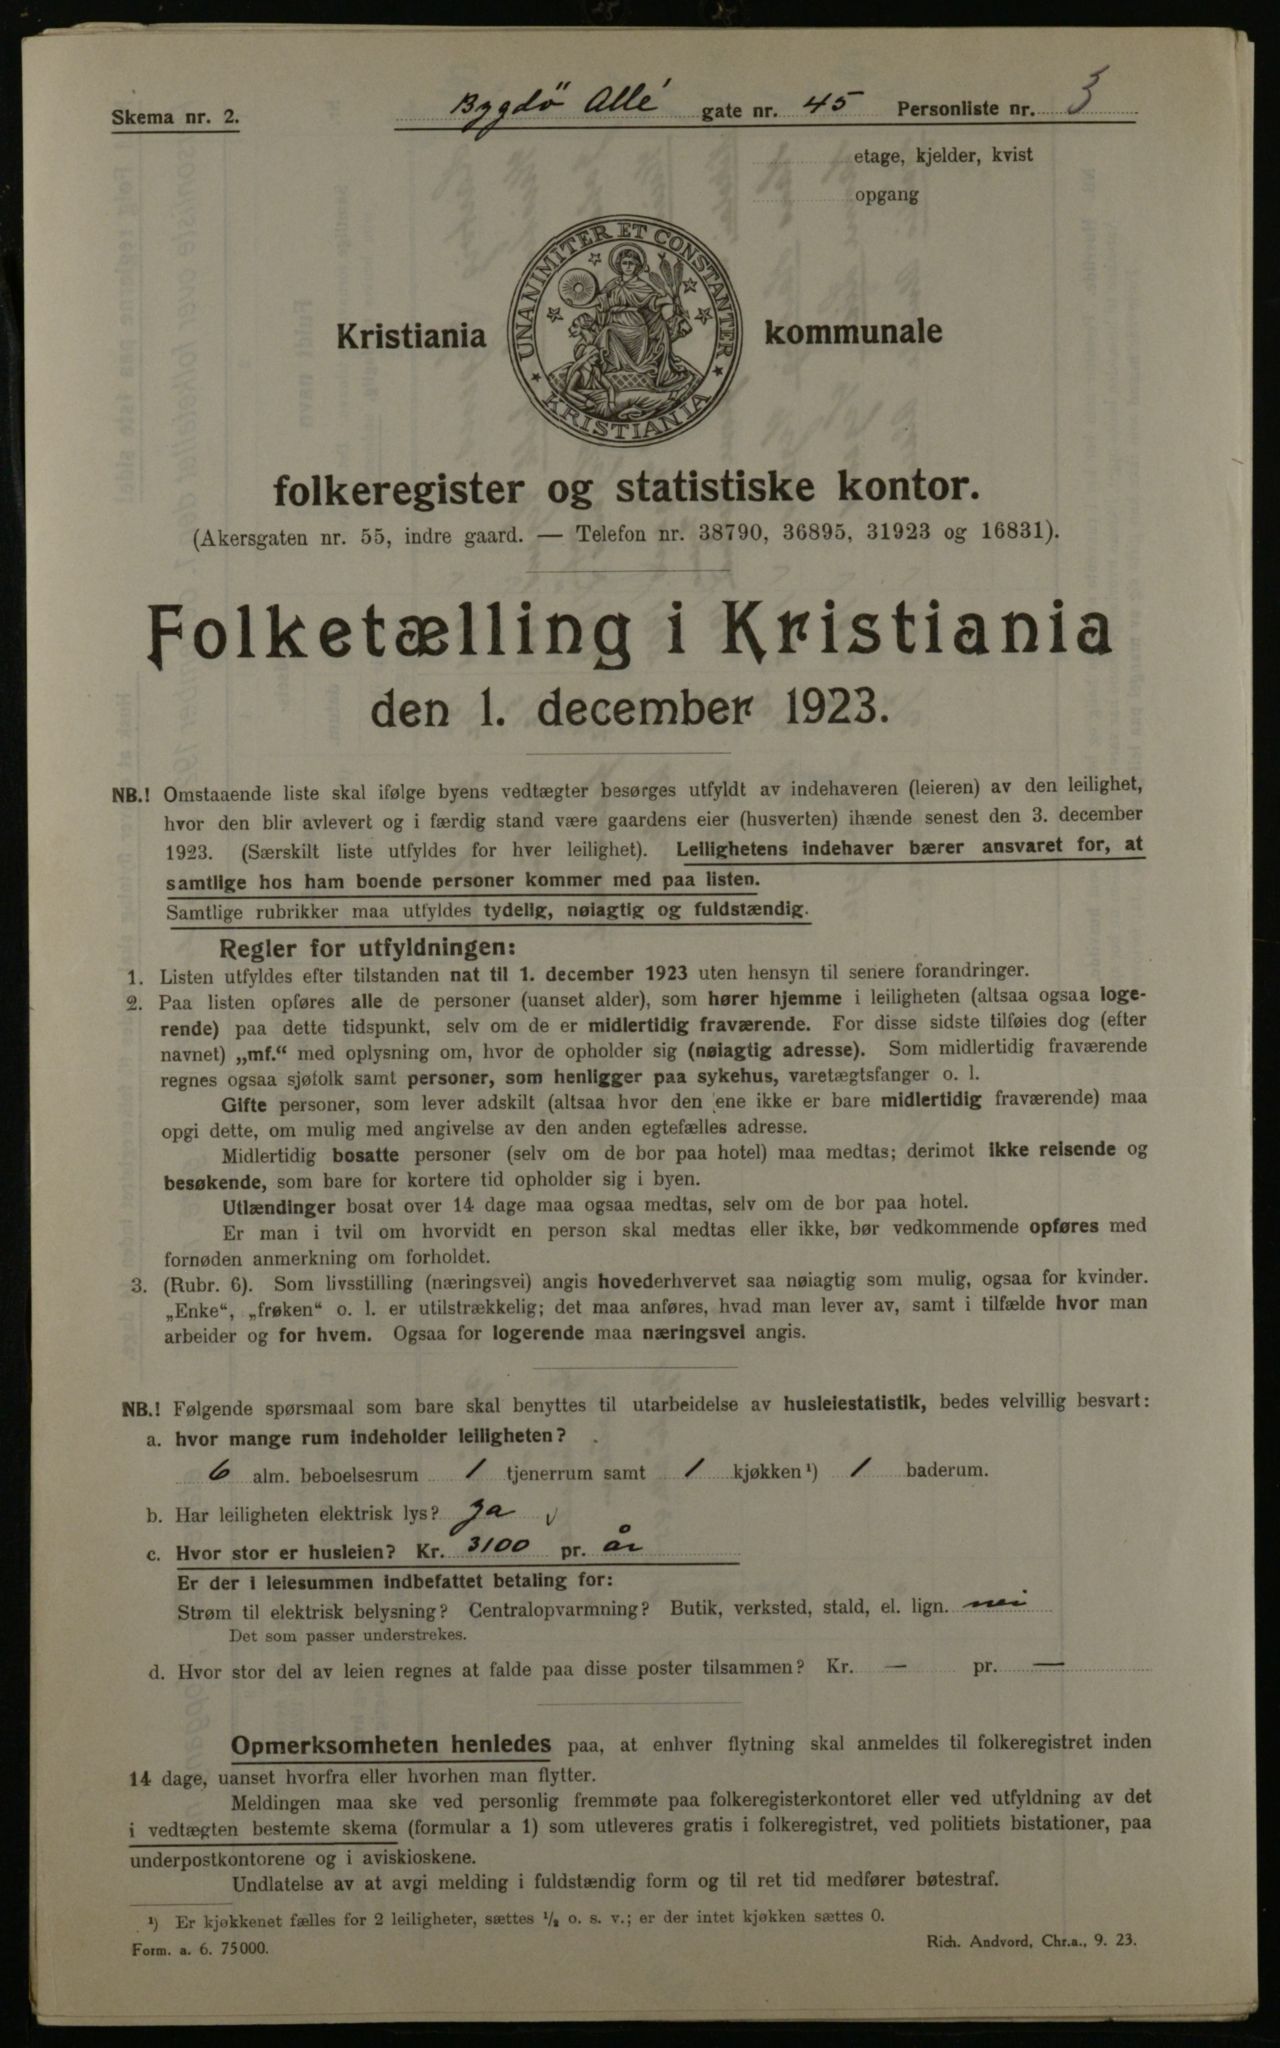 Skema nr. 2.
Bygdö Allé gate nr. 45 Personliste nr. 3
etage, kjelder, kvist
opgang
UNANIMITER ET CONSTANTER
KRISTIANIA
Kristiania kommunale
folkeregister og statistiske kontor.
(Akersgaten nr. 55, indre gaard. — Telefon nr. 38790, 36895, 31923 og 16831).
Folketælling i Kristiania
den 1. december 1923.
NB.! Omstaaende liste skal ifølge byens vedtægter besørges utfyldt av indehaveren (leieren) av den leilighet,
hvor den blir avlevert og i færdig stand være gaardens eier (husverten) ihænde senest den 3. december
1923. (Særskilt liste utfyldes for hver leilighet). Leilighetens indehaver bærer ansvaret for, at
samtlige hos ham boende personer kommer med paa listen.
Samtlige rubrikker maa utfyldes tydelig, nøiagtig og fuldstændig.
Regler for utfyldningen:
1. Listen utfyldes efter tilstanden nat til 1. december 1923 uten hensyn til senere forandringer.
2. Paa listen opføres alle de personer (uanset alder), som hører hjemme i leiligheten (altsaa ogsaa loge-
rende) paa dette tidspunkt, selv om de er midlertidig fraværende. For disse sidste tilføies dog (efter
navnet) „mf.“ med oplysning om, hvor de opholder sig (nøiagtig adresse). Som midlertidig fraværende
regnes ogsaa sjøfolk samt personer, som henligger paa sykehus, varetægtsfanger o. l.
Gifte personer, som lever adskilt (altsaa hvor den ene ikke er bare midlertidig fraværende) maa
opgi dette, om mulig med angivelse av den anden egtefælles adresse.
Midlertidig bosatte personer (selv om de bor paa hotel) maa medtas; derimot ikke reisende og
besøkende, som bare for kortere tid opholder sig i byen.
Utlændinger bosat over 14 dage maa ogsaa medtas, selv om de bor paa hotel.
Er man i tvil om hvorvidt en person skal medtas eller ikke, bør vedkommende opføres med
fornøden anmerkning om forholdet.
3. (Rubr. 6). Som livsstilling (næringsvei) angis hovederhvervet saa nøiagtig som mulig, ogsaa for kvinder.
„Enke“, „frøken“ o. l. er utilstrækkelig; det maa anføres, hvad man lever av, samt i tilfælde hvor man
arbeider og for hvem. Ogsaa for logerende maa næringsvei angis.
NB.! Følgende spørsmaal som bare skal benyttes til utarbeidelse av husleiestatistik, bedes velvillig besvart:
a. hvor mange rum indeholder leiligheten?
6 alm. beboelsesrum 1 tjenerrum samt 1 kjøkken ¹) 1 baderum.
b. Har leiligheten elektrisk lys? Ja
c. Hvor stor er husleien? Kr. 3100 pr. år
Er der i leiesummen indbefattet betaling for:
Strøm til elektrisk belysning? Centralopvarmning? Butik, verksted, stald, el. lign. nei
Det som passer understrekes.
d. Hvor stor del av leien regnes at falde paa disse poster tilsammen? Kr. — pr. —
Opmerksomheten henledes paa, at enhver flytning skal anmeldes til folkeregistret inden
14 dage, uanset hvorfra eller hvorhen man flytter.
Meldingen maa ske ved personlig fremmøte paa folkeregisterkontoret eller ved utfyldning av det
i vedtægten bestemte skema (formular a 1) som utleveres gratis i folkeregistret, ved politiets bistationer, paa
underpostkontorene og i aviskioskene.
Undlatelse av at avgi melding i fuldstændig form og til ret tid medfører bøtestraf.
¹) Er kjøkkenet fælles for 2 leiligheter, sættes ½ o. s. v.; er der intet kjøkken sættes 0.
Form. a. 6. 75000. Rich. Andvord, Chr.a., 9. 23.